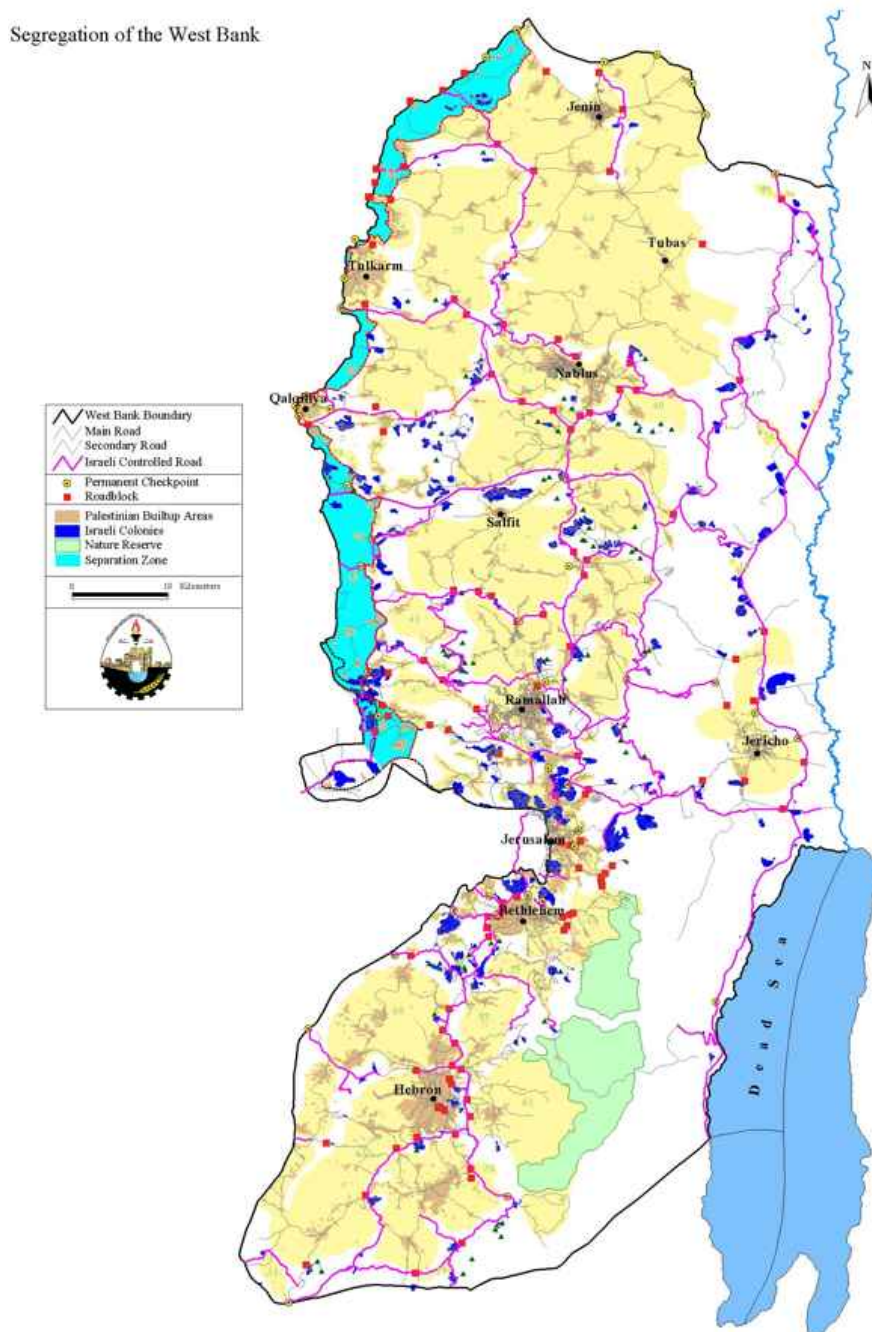 Segregation of the West Bank
N
Jenin
Tubas
Tulkarm
Nablus
Qalqiliya
West Bank Boundary
Main Road
Secondary Road
Israeli Controlled Road
Permanent Checkpoint
Roadblock
Palestinian Builtup Areas
Israeli Colonies
Nature Reserve
Separation Zone
0 10 Kilometers
Salfit
Ramallah
Jericho
Jerusalem
Bethlehem
Dead Sea
Hebron